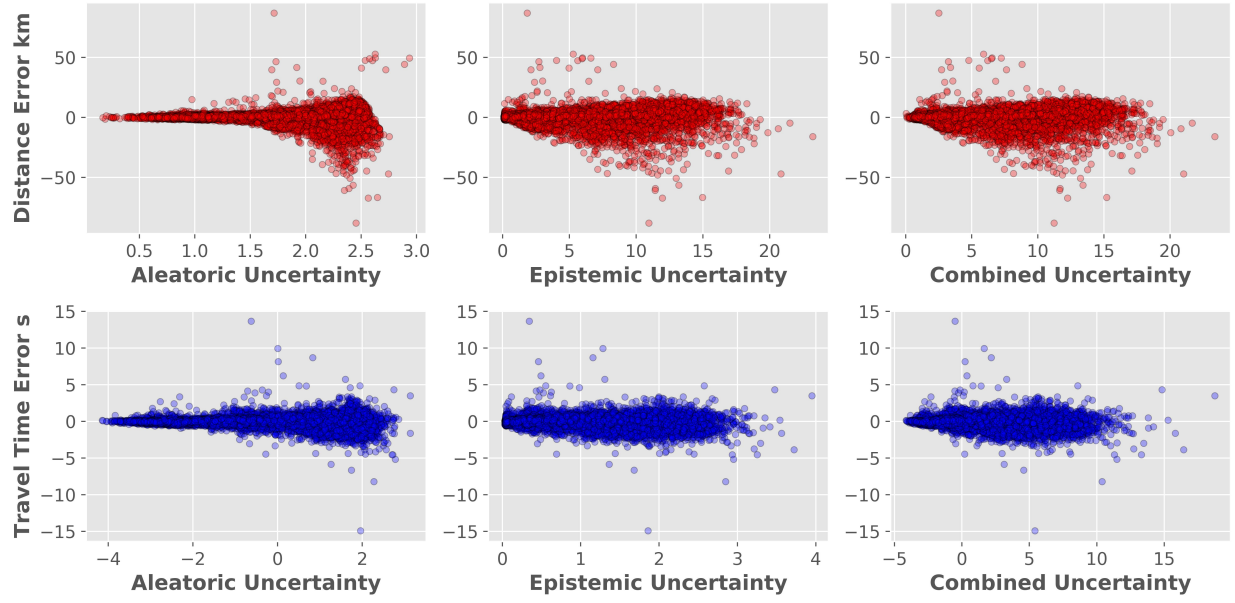 Distance Error km
50
0
−50
0.5 1.0 1.5 2.0 2.5 3.0
Aleatoric Uncertainty
50
0
−50
0 5 10 15 20
Epistemic Uncertainty
50
0
−50
0 5 10 15 20
Combined Uncertainty
Travel Time Error s
15
10
5
0
−5
−10
−15
−4 −2 0 2
Aleatoric Uncertainty
15
10
5
0
−5
−10
−15
0 1 2 3 4
Epistemic Uncertainty
15
10
5
0
−5
−10
−15
−5 0 5 10 15
Combined Uncertainty